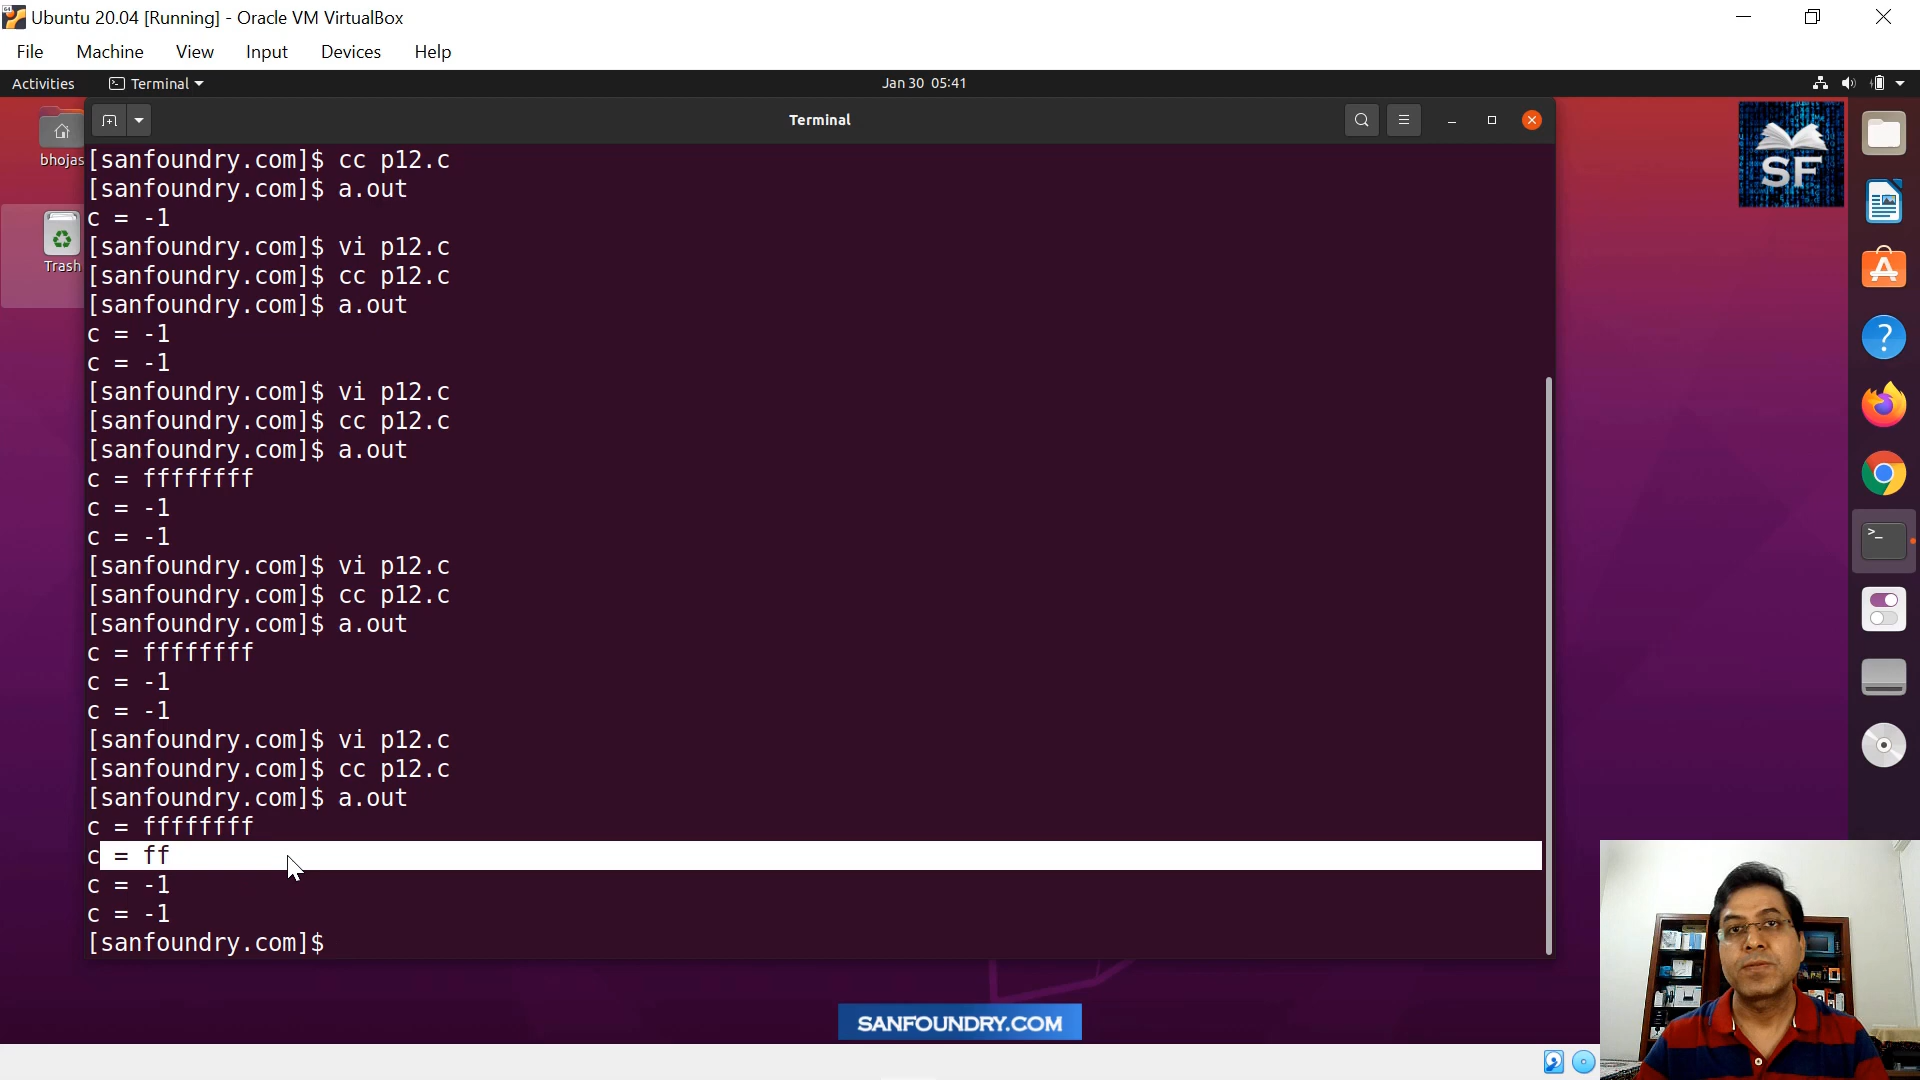 Ubuntu 20.04 [Running] - Oracle VM VirtualBox
File Machine View Input Devices Help
Activities Terminal Jan 30 05:41
Terminal
bhojas
Trash
[sanfoundry.com]$ cc p12.c
[sanfoundry.com]$ a.out
c = -1
[sanfoundry.com]$ vi p12.c
[sanfoundry.com]$ cc p12.c
[sanfoundry.com]$ a.out
c = -1
c = -1
[sanfoundry.com]$ vi p12.c
[sanfoundry.com]$ cc p12.c
[sanfoundry.com]$ a.out
c = ffffffff
c = -1
c = -1
[sanfoundry.com]$ vi p12.c
[sanfoundry.com]$ cc p12.c
[sanfoundry.com]$ a.out
c = ffffffff
c = -1
c = -1
[sanfoundry.com]$ vi p12.c
[sanfoundry.com]$ cc p12.c
[sanfoundry.com]$ a.out
c = ffffffff
c = ff
c = -1
c = -1
[sanfoundry.com]$
SF
SANFOUNDRY.COM